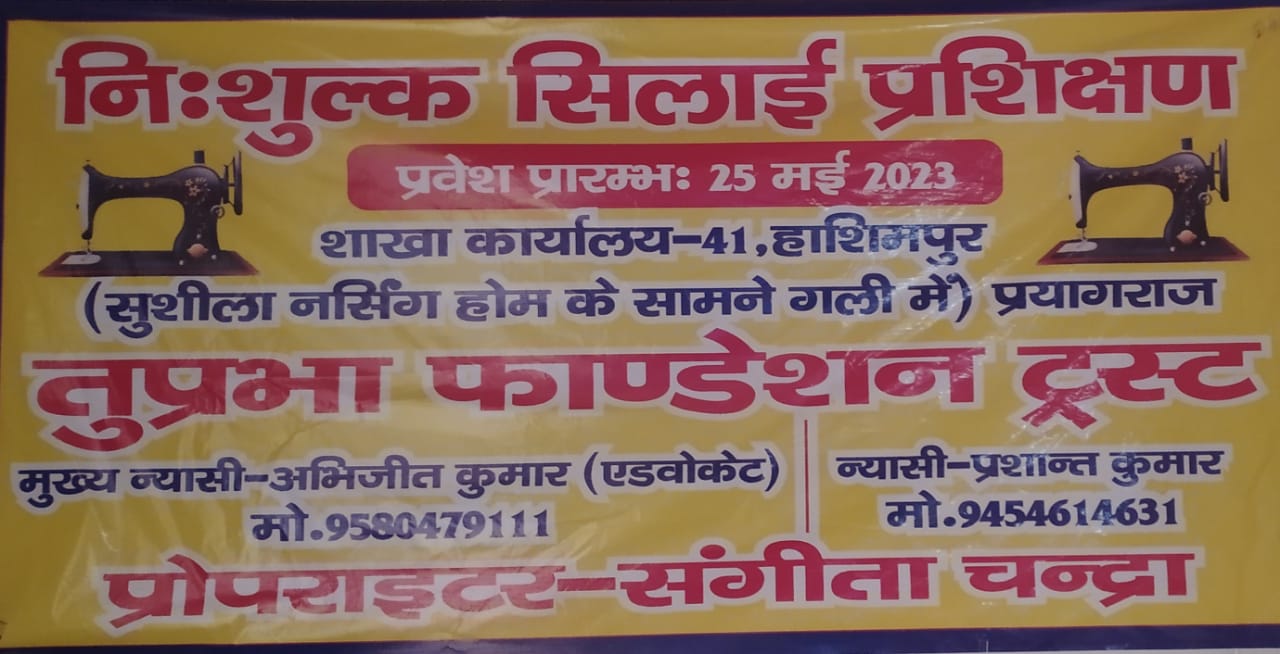 निःशुल्क सिलाई प्रशिक्षण
प्रवेश प्रारम्भः 25 मई 2023
शाखा कार्यालय-41,हाशिमपुर
(सुशीला नर्सिंग होम के सामने गली में) प्रयागराज
तुप्रभा फाण्डेशन ट्रस्ट
मुख्य न्यासी-अभिजीत कुमार (एडवोकेट)
मो.9580479111
न्यासी-प्रशान्त कुमार
मो.9454614631
प्रोपराइटर-संगीता चन्द्रा